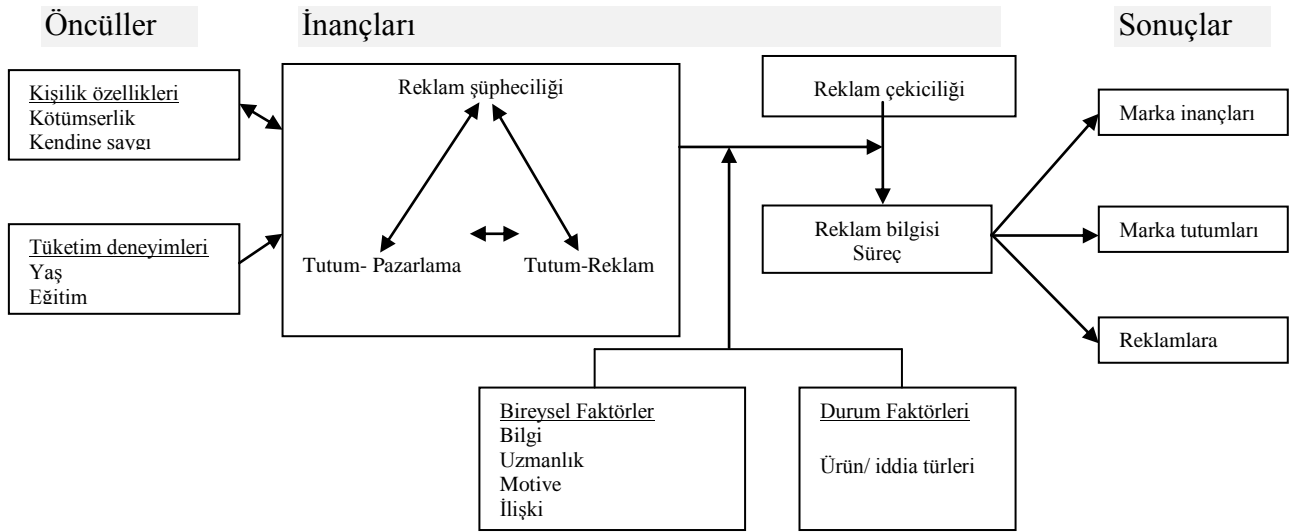 Öncüller
İnançları
Sonuçlar
Kişilik özellikleri
Kötümserlik
Kendine saygı
Tüketim deneyimleri
Yaş
Eğitim
Reklam şüpheciliği
Tutum- Pazarlama
Tutum-Reklam
Reklam çekiciliği
Reklam bilgisi
Süreç
Marka inançları
Marka tutumları
Reklamlara
Bireysel Faktörler
Bilgi
Uzmanlık
Motive
İlişki
Durum Faktörleri
Ürün/ iddia türleri